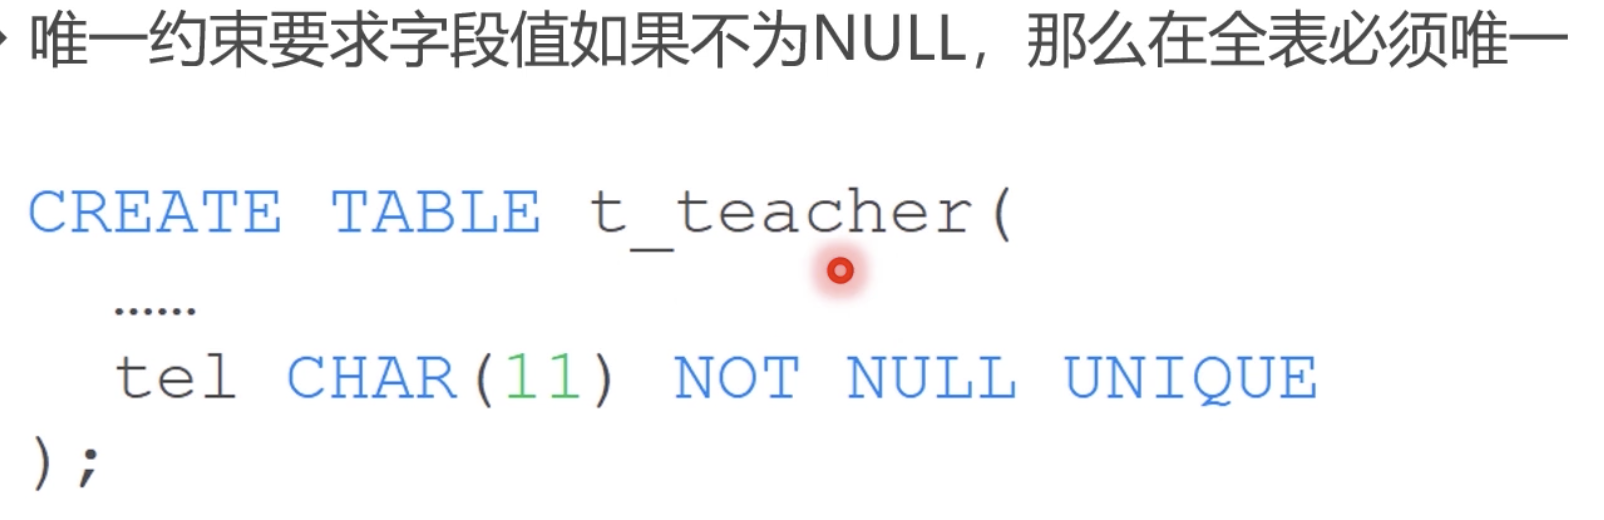 唯一约束要求字段值如果不为NULL，那么在全表必须唯一
CREATE TABLE t_teacher(
......
tel CHAR(11) NOT NULL UNIQUE
);